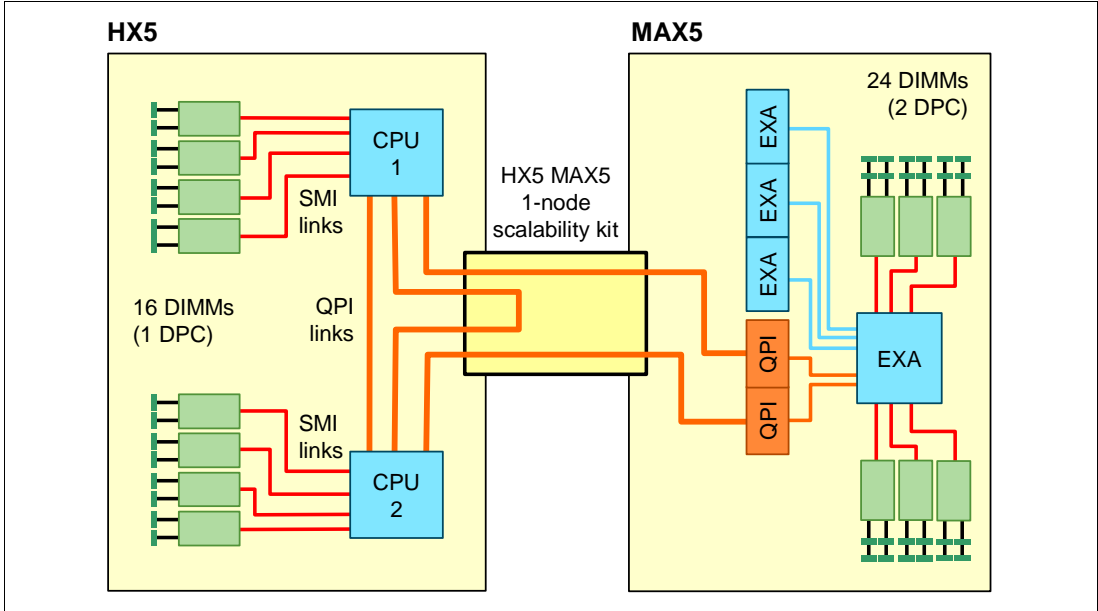 HX5
MAX5
CPU
1
SMI
links
16 DIMMs
(1 DPC)
QPI
links
SMI
links
CPU
2
HX5 MAX5
1-node
scalability kit
24 DIMMs
(2 DPC)
EXA
EXA
EXA
QPI
QPI
EXA